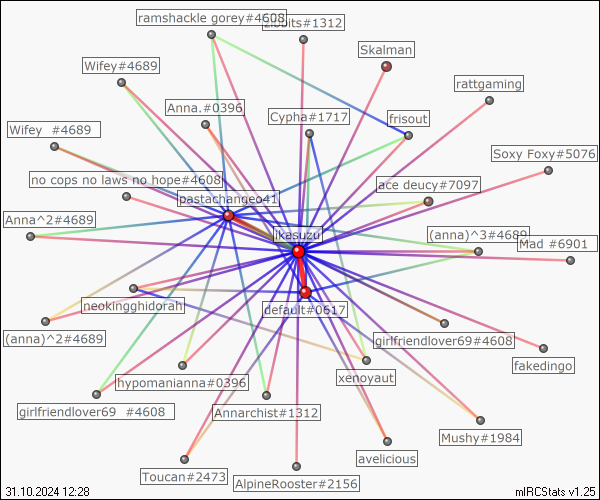 ramshackle gorey#4608
zibbits#1312
Skalman
Wifey#4689
rattgaming
Anna.#0396
Cypha#1717
frisout
Wifey  #4689
Soxy Foxy#5076
no cops no laws no hope#4608
pastachangeo41
ace deucy#7097
Anna^2#4689
ikasuzu
(anna)^3#4689
Mad #6901
neokingghidorah
default#0617
(anna)^2#4689
girlfriendlover69#4608
fakedingo
hypomanianna#0396
xenoyaut
girlfriendlover69  #4608
Annarchist#1312
Mushy#1984
avelicious
Toucan#2473
AlpineRooster#2156
31.10.2024 12:28
mIRCStats v1.25